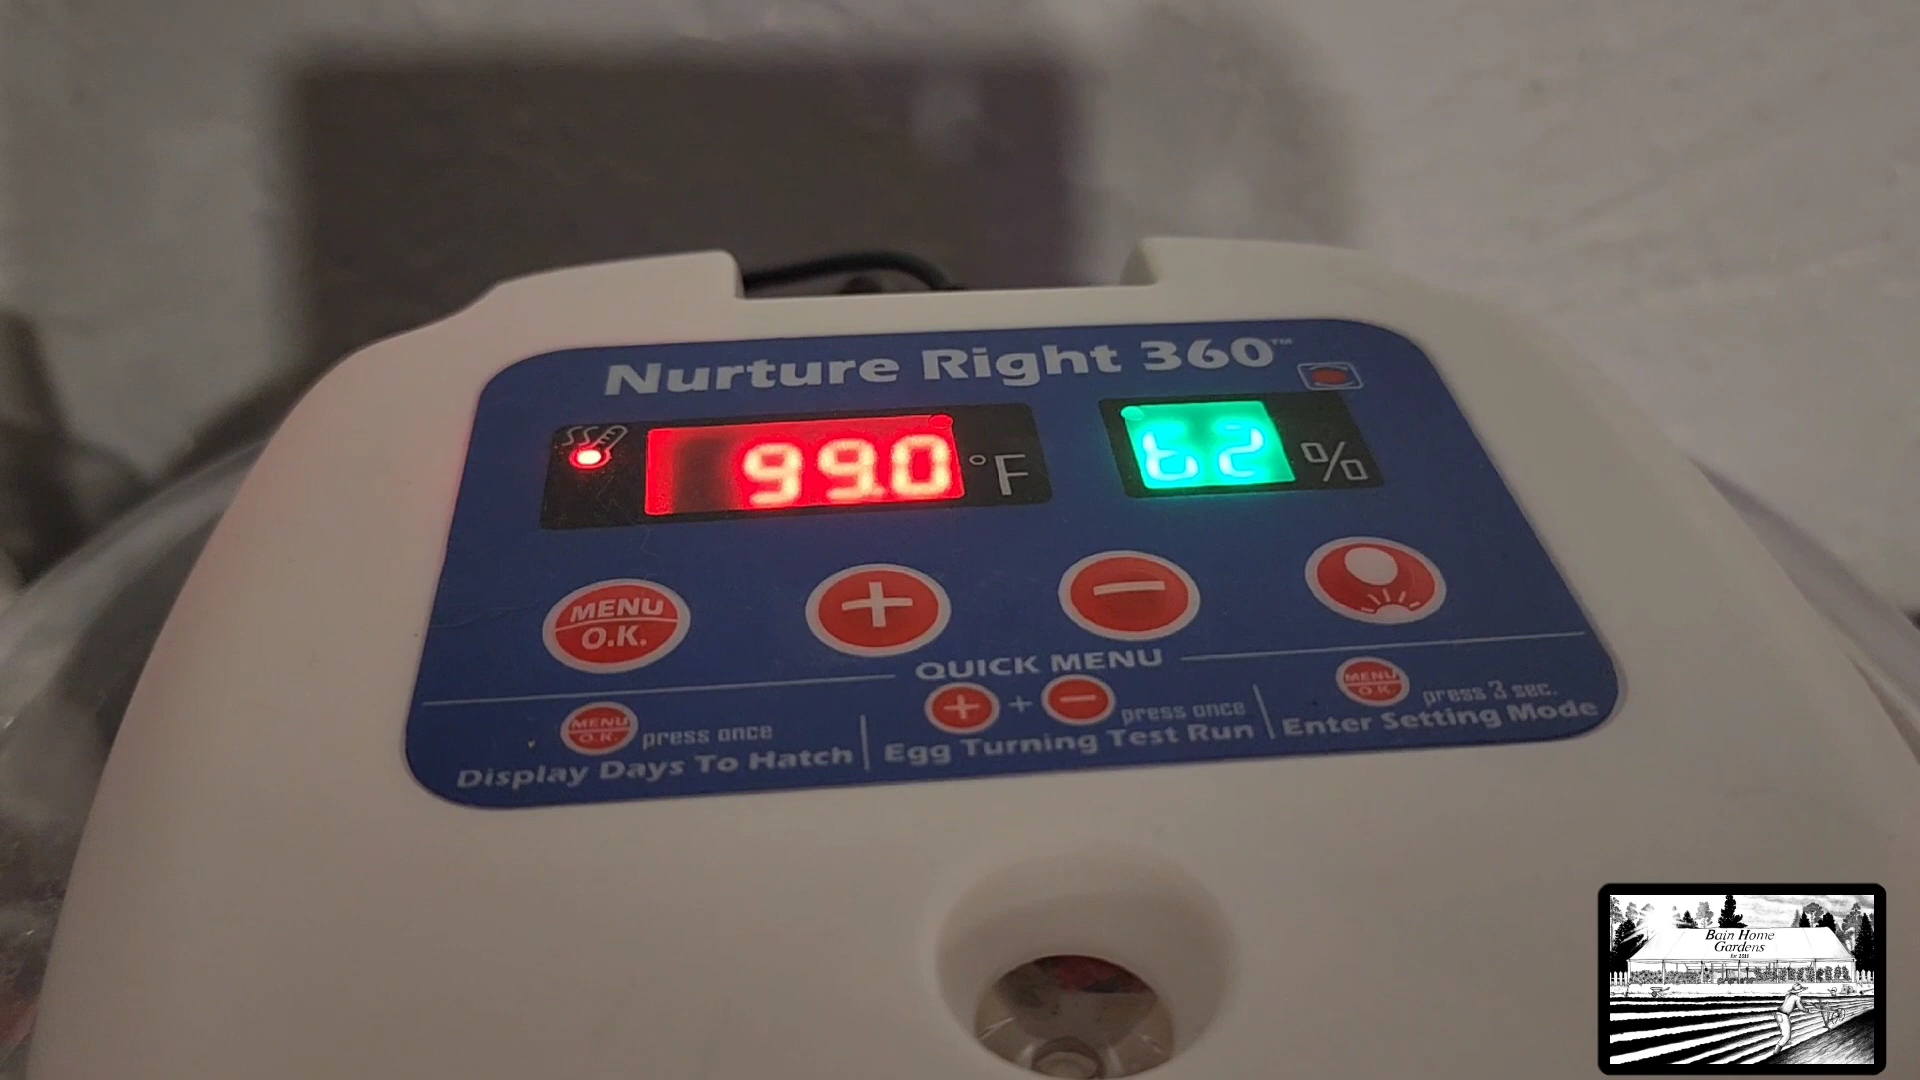 Nurture Right 360™
99.0 °F
62 %
MENU
O.K.
QUICK MENU
MENU
O.K.
press once
Display Days To Hatch
+ press once
Egg Turning Test Run
MENU
O.K.
press 3 sec.
Enter Setting Mode
Bain Home
Gardens